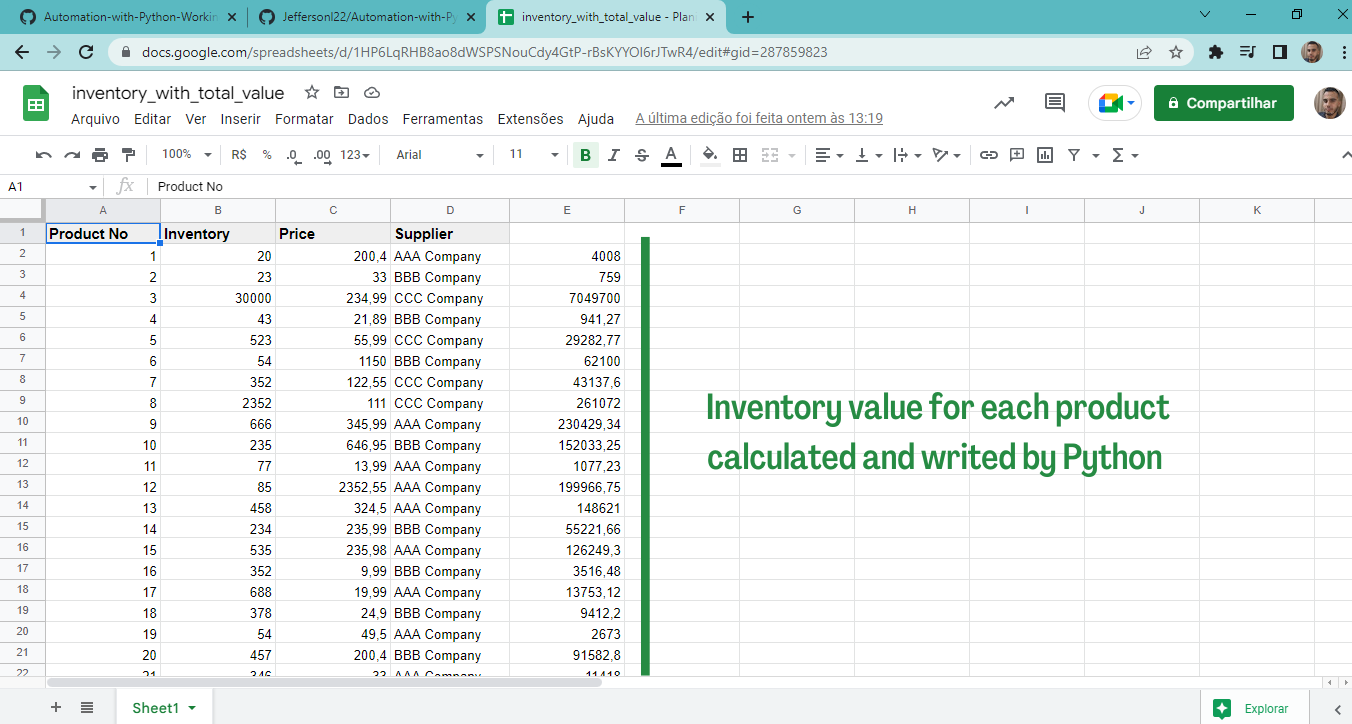 Automation-with-Python-Workin
Jeffersonl22/Automation-with-Py
inventory_with_total_value - Plani
docs.google.com/spreadsheets/d/1HP6LqRHB8ao8dWSPSNouCdy4GtP-rBsKYYOl6rJTwR4/edit#gid=287859823
inventory_with_total_value
Arquivo Editar Ver Inserir Formatar Dados Ferramentas Extensões Ajuda A última edição foi feita ontem às 13:19
Compartilhar
100% R$ % .0 .00 123 Arial 11 B I S A
A1 fx Product No
A B C D E F G H I J K
1 Product No Inventory Price Supplier
2 1 20 200,4 AAA Company 4008
3 2 23 33 BBB Company 759
4 3 30000 234,99 CCC Company 7049700
5 4 43 21,89 BBB Company 941,27
6 5 523 55,99 CCC Company 29282,77
7 6 54 1150 BBB Company 62100
8 7 352 122,55 CCC Company 43137,6
9 8 2352 111 CCC Company 261072
10 9 666 345,99 AAA Company 230429,34
11 10 235 646,95 BBB Company 152033,25
12 11 77 13,99 AAA Company 1077,23
13 12 85 2352,55 AAA Company 199966,75
14 13 458 324,5 AAA Company 148621
15 14 234 235,99 BBB Company 55221,66
16 15 535 235,98 AAA Company 126249,3
17 16 352 9,99 BBB Company 3516,48
18 17 688 19,99 AAA Company 13753,12
19 18 378 24,9 BBB Company 9412,2
20 19 54 49,5 AAA Company 2673
21 20 457 200,4 BBB Company 91582,8
22 21 346 33 AAA Company 11418
Inventory value for each product
calculated and writed by Python
Sheet1
Explorar